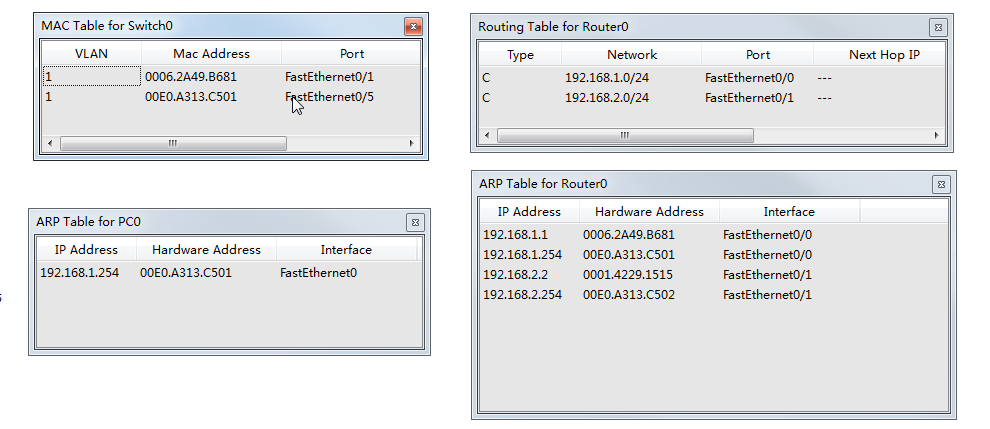 MAC Table for Switch0
VLAN Mac Address Port
1 0006.2A49.B681 FastEthernet0/1
1 00E0.A313.C501 FastEthernet0/5
Routing Table for Router0
Type Network Port Next Hop IP
C 192.168.1.0/24 FastEthernet0/0 ---
C 192.168.2.0/24 FastEthernet0/1 ---
ARP Table for PC0
IP Address Hardware Address Interface
192.168.1.254 00E0.A313.C501 FastEthernet0
ARP Table for Router0
IP Address Hardware Address Interface
192.168.1.1 0006.2A49.B681 FastEthernet0/0
192.168.1.254 00E0.A313.C501 FastEthernet0/0
192.168.2.2 0001.4229.1515 FastEthernet0/1
192.168.2.254 00E0.A313.C502 FastEthernet0/1